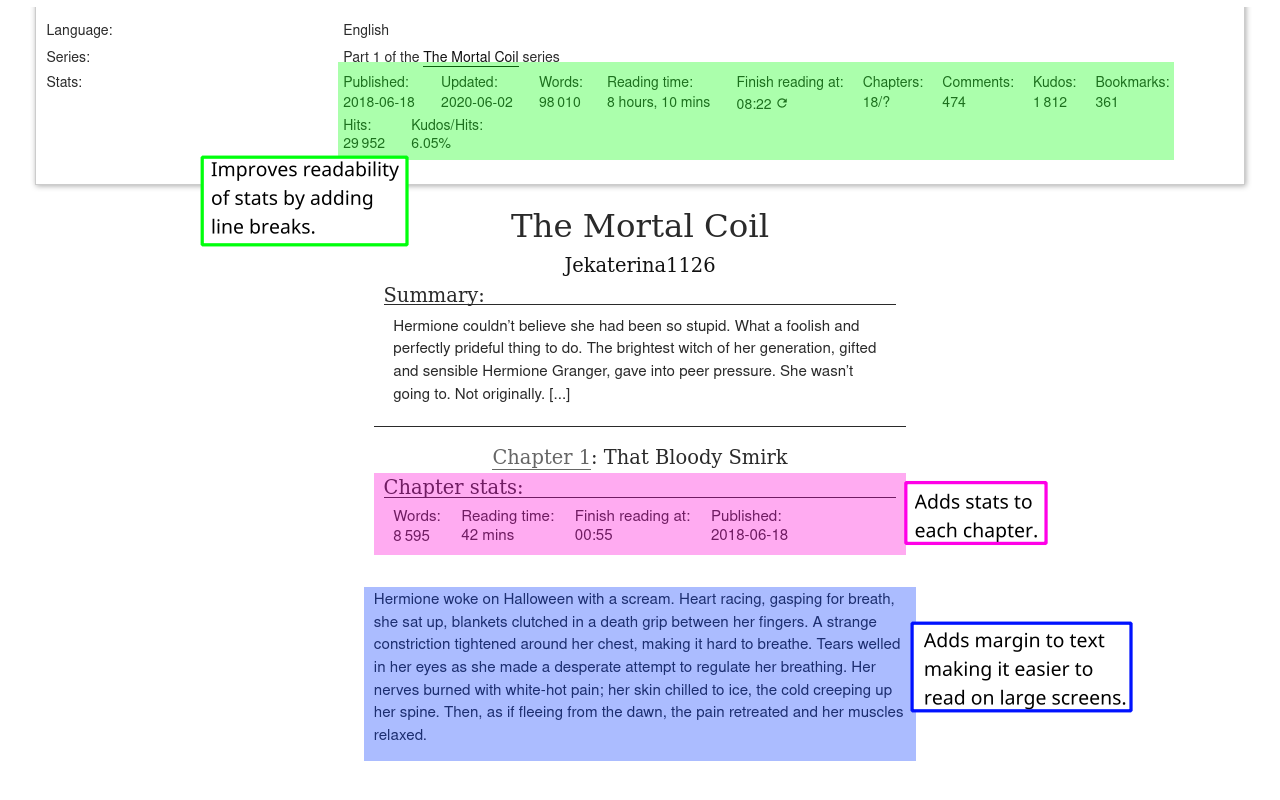 Language: English
Series: Part 1 of the The Mortal Coil series
Stats: Published: Updated: Words: Reading time: Finish reading at: Chapters: Comments: Kudos: Bookmarks:
2018-06-18 2020-06-02 98 010 8 hours, 10 mins 08:22 18/? 474 1 812 361
Hits: Kudos/Hits:
29 952 6.05%
Improves readability
of stats by adding
line breaks.
The Mortal Coil
Jekaterina1126
Summary:
Hermione couldn’t believe she had been so stupid. What a foolish and
perfectly prideful thing to do. The brightest witch of her generation, gifted
and sensible Hermione Granger, gave into peer pressure. She wasn’t
going to. Not originally. [...]
Chapter 1: That Bloody Smirk
Chapter stats:
Words: Reading time: Finish reading at: Published:
8 595 42 mins 00:55 2018-06-18
Adds stats to
each chapter.
Hermione woke on Halloween with a scream. Heart racing, gasping for breath,
she sat up, blankets clutched in a death grip between her fingers. A strange
constriction tightened around her chest, making it hard to breathe. Tears welled
in her eyes as she made a desperate attempt to regulate her breathing. Her
nerves burned with white-hot pain; her skin chilled to ice, the cold creeping up
her spine. Then, as if fleeing from the dawn, the pain retreated and her muscles
relaxed.
Adds margin to text
making it easier to
read on large screens.